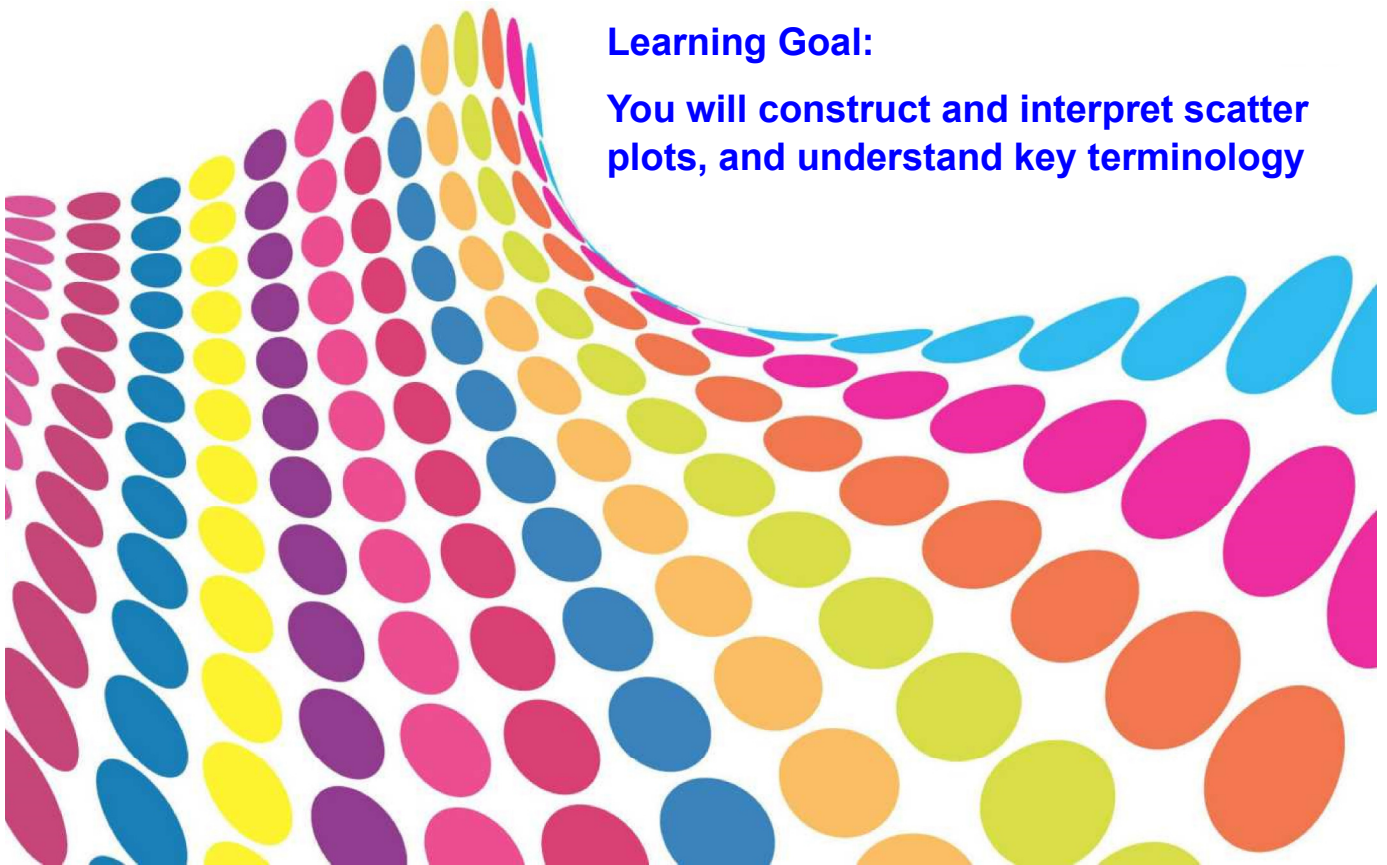 Learning Goal:
You will construct and interpret scatter
plots, and understand key terminology